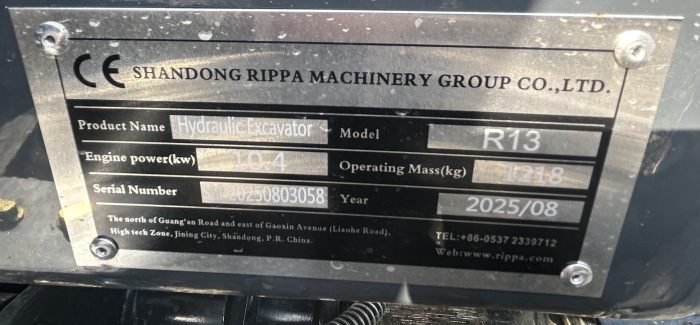 CE SHANDONG RIPPA MACHINERY GROUP CO.,LTD.
Product Name Hydraulic Excavator Model R13
Engine power(kw) 10.4 Operating Mass(kg) 1218
Serial Number Year 2025/08
The north of Guang'an Road and east of Gaoxin Avenue (Liaohe Road),
High tech Zone, Jining City, Shandong, P.R. China.
TEL:+86-0537 2339712
Web:www.rippa.com